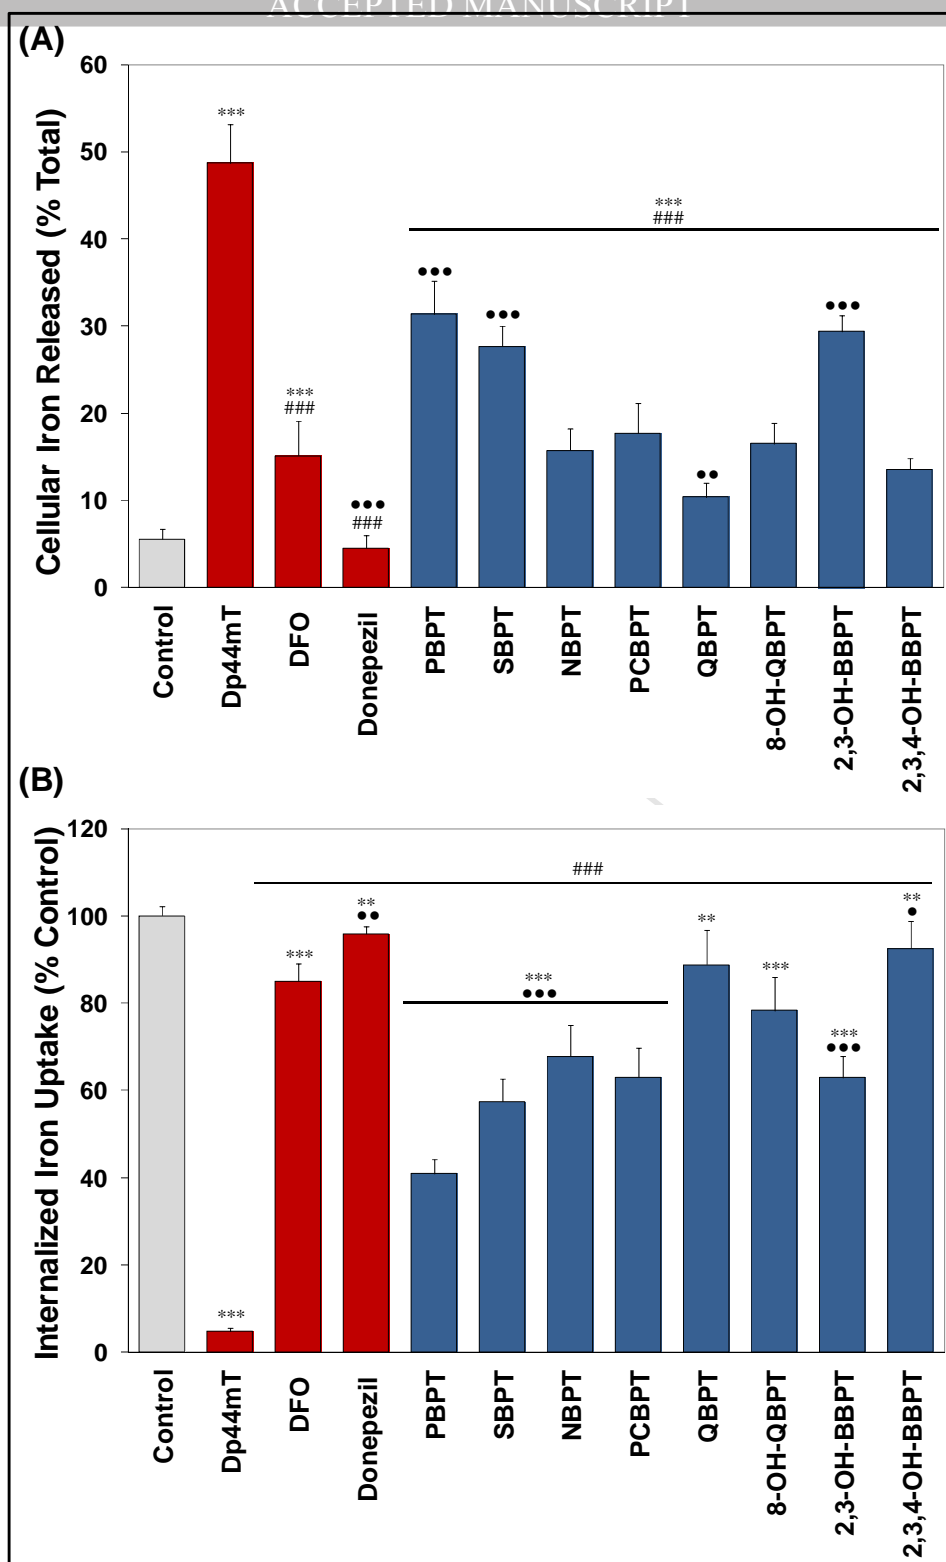 ACCEPTED MANUSCRIPT
(A)
Cellular Iron Released (% Total)
60
50
40
30
20
10
0
***
***
###
●●●
###
●●●
●●●
***
###
●●
●●●
Control
Dp44mT
DFO
Donepezil
PBPT
SBPT
NBPT
PCBPT
QBPT
8-OH-QBPT
2,3-OH-BBPT
2,3,4-OH-BBPT
(B)
Internalized Iron Uptake (% Control)
120
100
80
60
40
20
0
###
***
***
**
●●
***
●●●
**
***
***
●●●
**
●
Control
Dp44mT
DFO
Donepezil
PBPT
SBPT
NBPT
PCBPT
QBPT
8-OH-QBPT
2,3-OH-BBPT
2,3,4-OH-BBPT